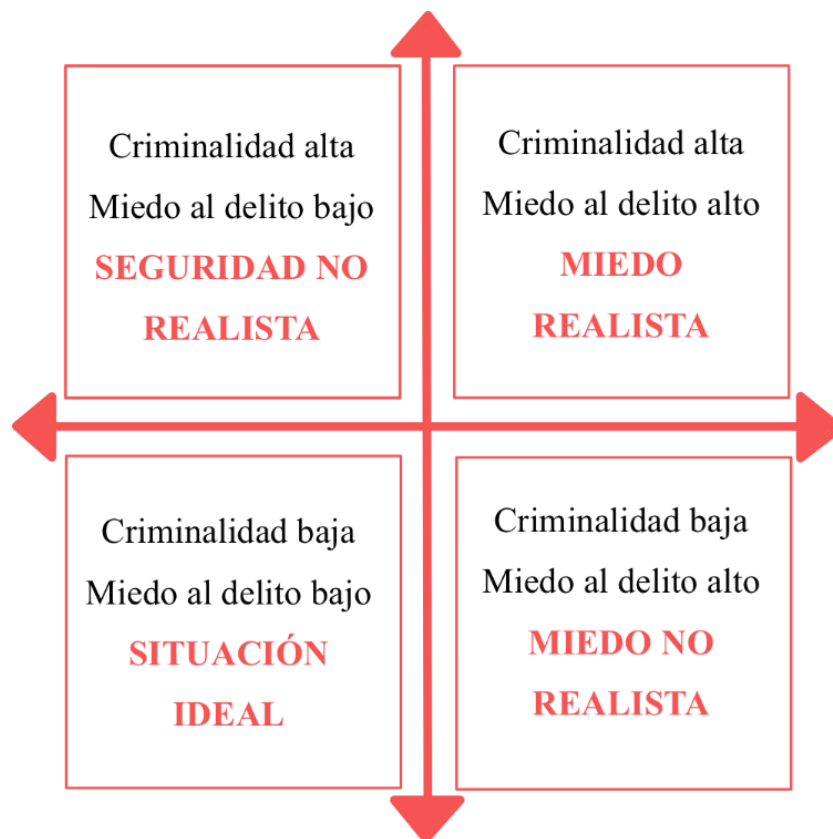 Criminalidad alta
Miedo al delito bajo
SEGURIDAD NO
REALISTA
Criminalidad alta
Miedo al delito alto
MIEDO
REALISTA
Criminalidad baja
Miedo al delito bajo
SITUACIÓN
IDEAL
Criminalidad baja
Miedo al delito alto
MIEDO NO
REALISTA